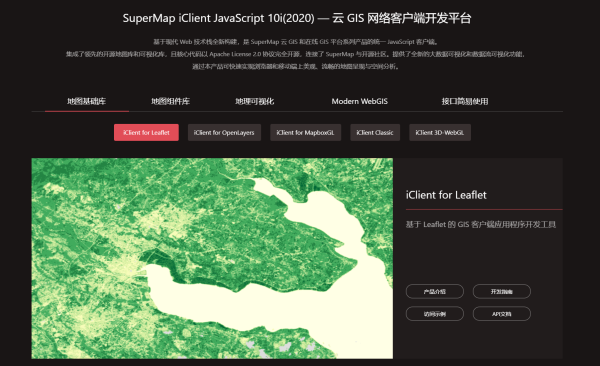 SuperMap iClient JavaScript 10i(2020) — 云 GIS 网络客户端开发平台
基于现代 Web 技术栈全新构建，是 SuperMap 云 GIS 和在线 GIS 平台系列产品的统一 JavaScript 客户端。
集成了领先的开源地图库和可视化库，且核心代码以 Apache License 2.0 协议完全开源，连接了 SuperMap 与开源社区。提供了全新的大数据可视化和数据流可视化功能，
通过本产品可快速实现浏览器和移动端上美观、流畅的地图呈现与空间分析。
地图基础库 地图组件库 地理可视化 Modern WebGIS 接口简易使用
iClient for Leaflet iClient for OpenLayers iClient for MapboxGL iClient Classic iClient 3D-WebGL
iClient for Leaflet
基于 Leaflet 的 GIS 客户端应用程序开发工具
产品介绍 开发指南
访问示例 API文档